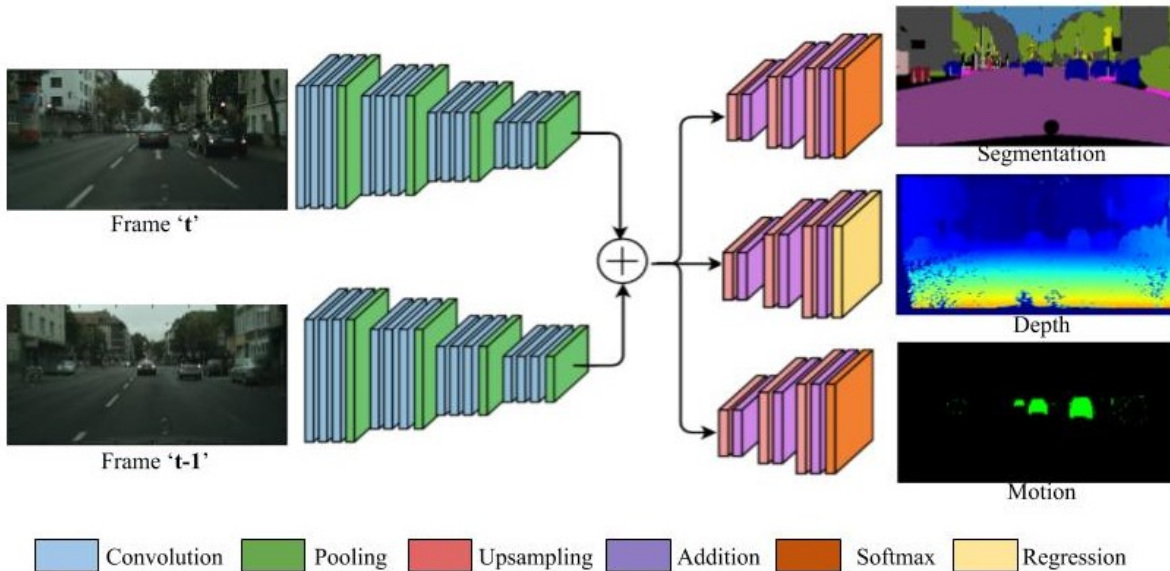 Segmentation
Frame ‘t’
Depth
Frame ‘t-1’
Motion
Convolution
Pooling
Upsampling
Addition
Softmax
Regression